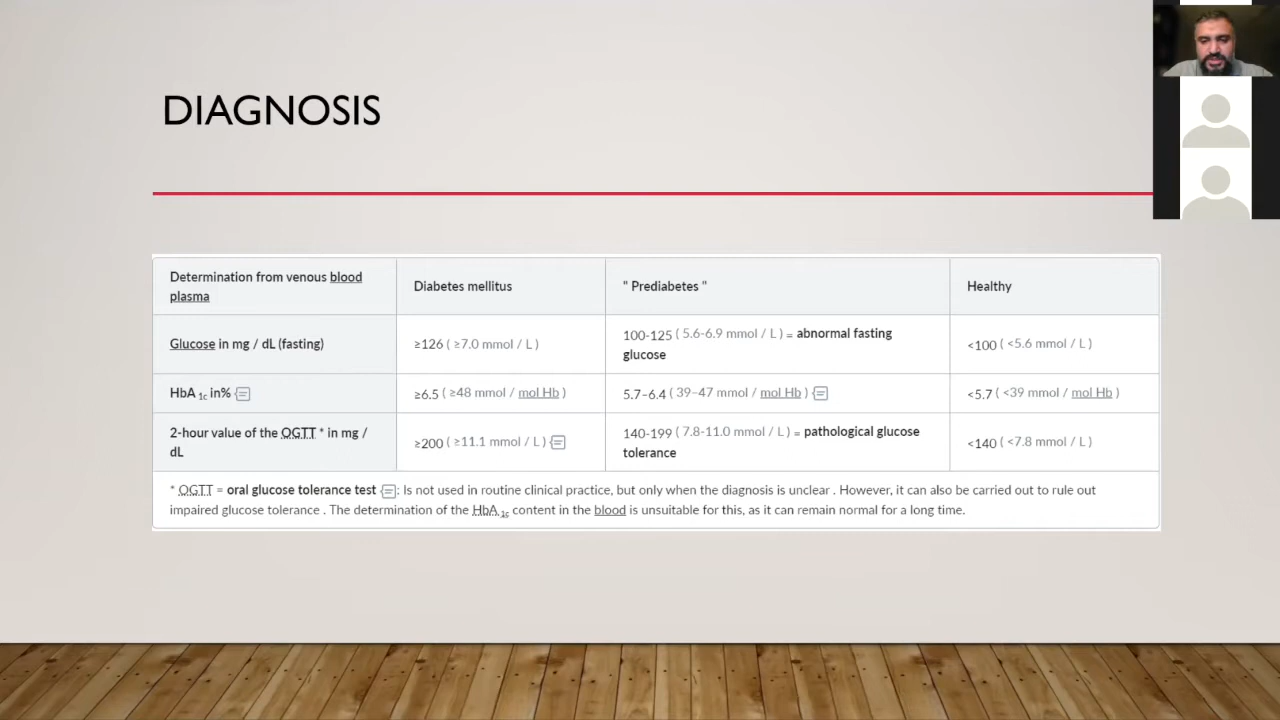 DIAGNOSIS
Determination from venous blood
plasma
Diabetes mellitus
" Prediabetes "
Healthy
Glucose in mg / dL (fasting)
≥126 ( ≥7.0 mmol / L )
100-125 ( 5.6-6.9 mmol / L ) = abnormal fasting
glucose
<100 ( <5.6 mmol / L )
HbA 1c in%
≥6.5 ( ≥48 mmol / mol Hb )
5.7–6.4 ( 39–47 mmol / mol Hb )
<5.7 ( <39 mmol / mol Hb )
2-hour value of the OGTT * in mg /
dL
≥200 ( ≥11.1 mmol / L )
140-199 ( 7.8-11.0 mmol / L ) = pathological glucose
tolerance
<140 ( <7.8 mmol / L )
* OGTT = oral glucose tolerance test : Is not used in routine clinical practice, but only when the diagnosis is unclear . However, it can also be carried out to rule out
impaired glucose tolerance . The determination of the HbA 1c content in the blood is unsuitable for this, as it can remain normal for a long time.